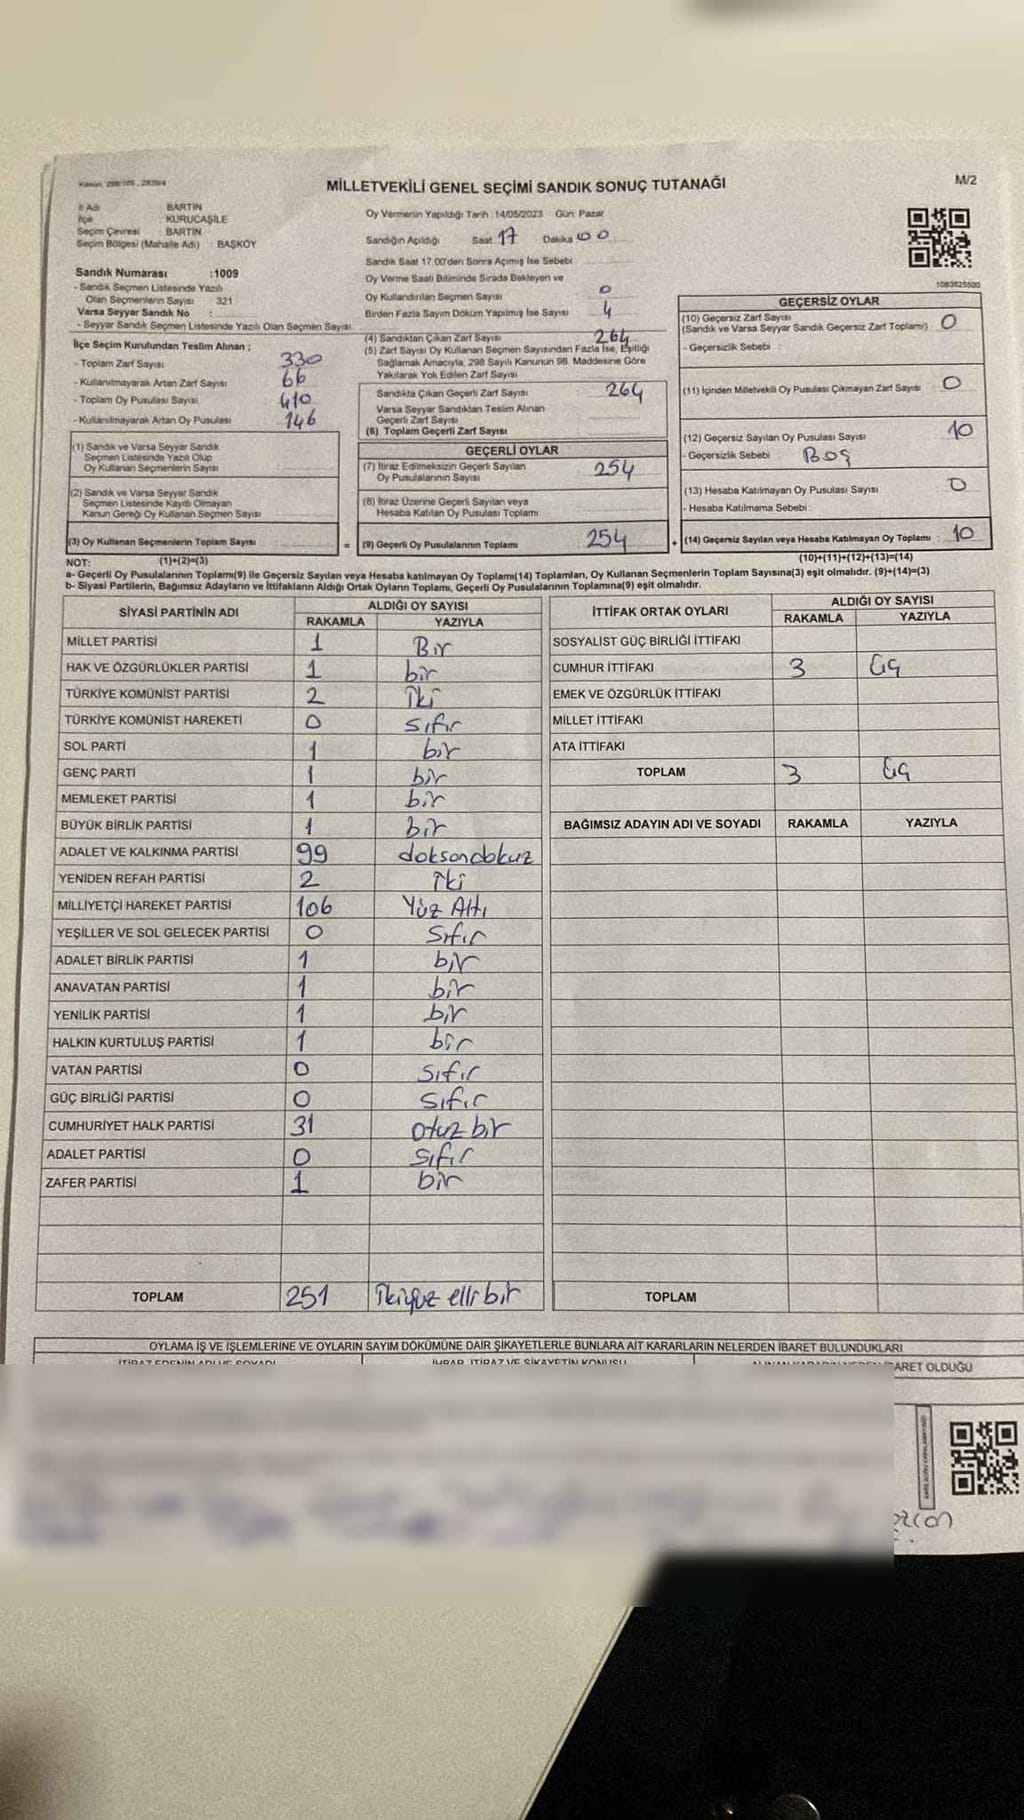 Kanun: 298/105, 2839/4
MİLLETVEKİLİ GENEL SEÇİMİ SANDIK SONUÇ TUTANAĞI
M/2
İl Adı BARTIN
İlçe KURUCAŞİLE
Seçim Çevresi BARTIN
Seçim Bölgesi (Mahalle Adı) : BAŞKÖY
Sandık Numarası :1009
- Sandık Seçmen Listesinde Yazılı
Olan Seçmenlerin Sayısı : 321
Varsa Seyyar Sandık No :
- Seyyar Sandık Seçmen Listesinde Yazılı Olan Seçmen Sayısı:
İlçe Seçim Kurulundan Teslim Alınan ;
- Toplam Zarf Sayısı 330
- Kullanılmayarak Artan Zarf Sayısı 66
- Toplam Oy Pusulası Sayısı 410
- Kullanılmayarak Artan Oy Pusulası 146
(1) Sandık ve Varsa Seyyar Sandık
Seçmen Listesinde Yazılı Olup
Oy Kullanan Seçmenlerin Sayısı
(2) Sandık ve Varsa Seyyar Sandık
Seçmen Listesinde Kayıtlı Olmayan
Kanun Gereği Oy Kullanan Seçmen Sayısı
(3) Oy Kullanan Seçmenlerin Toplam Sayısı =
Oy Vermenin Yapıldığı Tarih :14/05/2023 Gün: Pazar
Sandığın Açıldığı Saat 17 Dakika 00
Sandık Saat 17.00'den Sonra Açımış İse Sebebi
Oy Verme Saati Bitiminde Sırada Bekleyen ve
Oy Kullandırılan Seçmen Sayısı 0
Birden Fazla Sayım Döküm Yapılmış İse Sayısı 4
(4) Sandıktan Çıkan Zarf Sayısı 264
(5) Zarf Sayısı Oy Kullanan Seçmen Sayısından Fazla İse, Eşitliği
Sağlamak Amacıyla, 298 Sayılı Kanunun 98. Maddesine Göre
Yakılarak Yok Edilen Zarf Sayısı
Sandıkta Çıkan Geçerli Zarf Sayısı 264
Varsa Seyyar Sandıktan Teslim Alınan
Geçerli Zarf Sayısı
(6) Toplam Geçerli Zarf Sayısı
GEÇERLİ OYLAR
(7) İtiraz Edilmeksizin Geçerli Sayılan
Oy Pusulalarının Sayısı 254
(8) İtiraz Üzerine Geçerli Sayılan veya
Hesaba Katılan Oy Pusulası Toplamı
(9) Geçerli Oy Pusulalarının Toplamı 254 +
1083625500
GEÇERSİZ OYLAR
(10) Geçersiz Zarf Sayısı
(Sandık ve Varsa Seyyar Sandık Geçersiz Zarf Toplamı) 0
- Geçersizlik Sebebi :
(11) İçinden Milletvekili Oy Pusulası Çıkmayan Zarf Sayısı 0
(12) Geçersiz Sayılan Oy Pusulası Sayısı 10
- Geçersizlik Sebebi Boş
(13) Hesaba Katılmayan Oy Pusulası Sayısı 0
- Hesaba Katılmama Sebebi :
(14) Geçersiz Sayılan veya Hesaba Katılmayan Oy Toplamı : 10
NOT: (1)+(2)=(3) (10)+(11)+(12)+(13)=(14)
a- Geçerli Oy Pusulalarının Toplamı(9) ile Geçersiz Sayılan veya Hesaba katılmayan Oy Toplamı(14) Toplamları, Oy Kullanan Seçmenlerin Toplam Sayısına(3) eşit olmalıdır. (9)+(14)=(3)
b- Siyasi Partilerin, Bağımsız Adayların ve İttifakların Aldığı Ortak Oyların Toplamı, Geçerli Oy Pusulalarının Toplamına(9) eşit olmalıdır.
SİYASİ PARTİNİN ADI ALDIĞI OY SAYISI
RAKAMLA YAZIYLA
MİLLET PARTİSİ 1 Bir
HAK VE ÖZGÜRLÜKLER PARTİSİ 1 bir
TÜRKİYE KOMÜNİST PARTİSİ 2 iki
TÜRKİYE KOMÜNİST HAREKETİ 0 sıfır
SOL PARTİ 1 bir
GENÇ PARTİ 1 bir
MEMLEKET PARTİSİ 1 bir
BÜYÜK BİRLİK PARTİSİ 1 bir
ADALET VE KALKINMA PARTİSİ 99 doksandokuz
YENİDEN REFAH PARTİSİ 2 iki
MİLLİYETÇİ HAREKET PARTİSİ 106 Yüz Altı
YEŞİLLER VE SOL GELECEK PARTİSİ 0 Sıfır
ADALET BİRLİK PARTİSİ 1 bir
ANAVATAN PARTİSİ 1 bir
YENİLİK PARTİSİ 1 bir
HALKIN KURTULUŞ PARTİSİ 1 bir
VATAN PARTİSİ 0 Sıfır
GÜÇ BİRLİĞİ PARTİSİ 0 Sıfır
CUMHURİYET HALK PARTİSİ 31 otuz bir
ADALET PARTİSİ 0 sıfır
ZAFER PARTİSİ 1 bir
TOPLAM 251 ikiyüz elli bir
İTTİFAK ORTAK OYLARI ALDIĞI OY SAYISI
RAKAMLA YAZIYLA
SOSYALİST GÜÇ BİRLİĞİ İTTİFAKI
CUMHUR İTTİFAKI 3 üç
EMEK VE ÖZGÜRLÜK İTTİFAKI
MİLLET İTTİFAKI
ATA İTTİFAKI
TOPLAM 3 üç
BAĞIMSIZ ADAYIN ADI VE SOYADI RAKAMLA YAZIYLA
TOPLAM
OYLAMA İŞ VE İŞLEMLERİNE VE OYLARIN SAYIM DÖKÜMÜNE DAİR ŞİKAYETLERLE BUNLARA AİT KARARLARIN NELERDEN İBARET BULUNDUKLARI
İTİRAZ EDENİN ADI VE SOYADI İHBAR, İTİRAZ VE ŞİKAYETİN KONUSU İBARET OLDUĞU